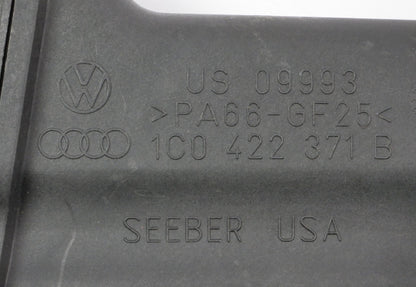 US 09993
>PA66-GF25<
1C0 422 371 B
SEEBER USA